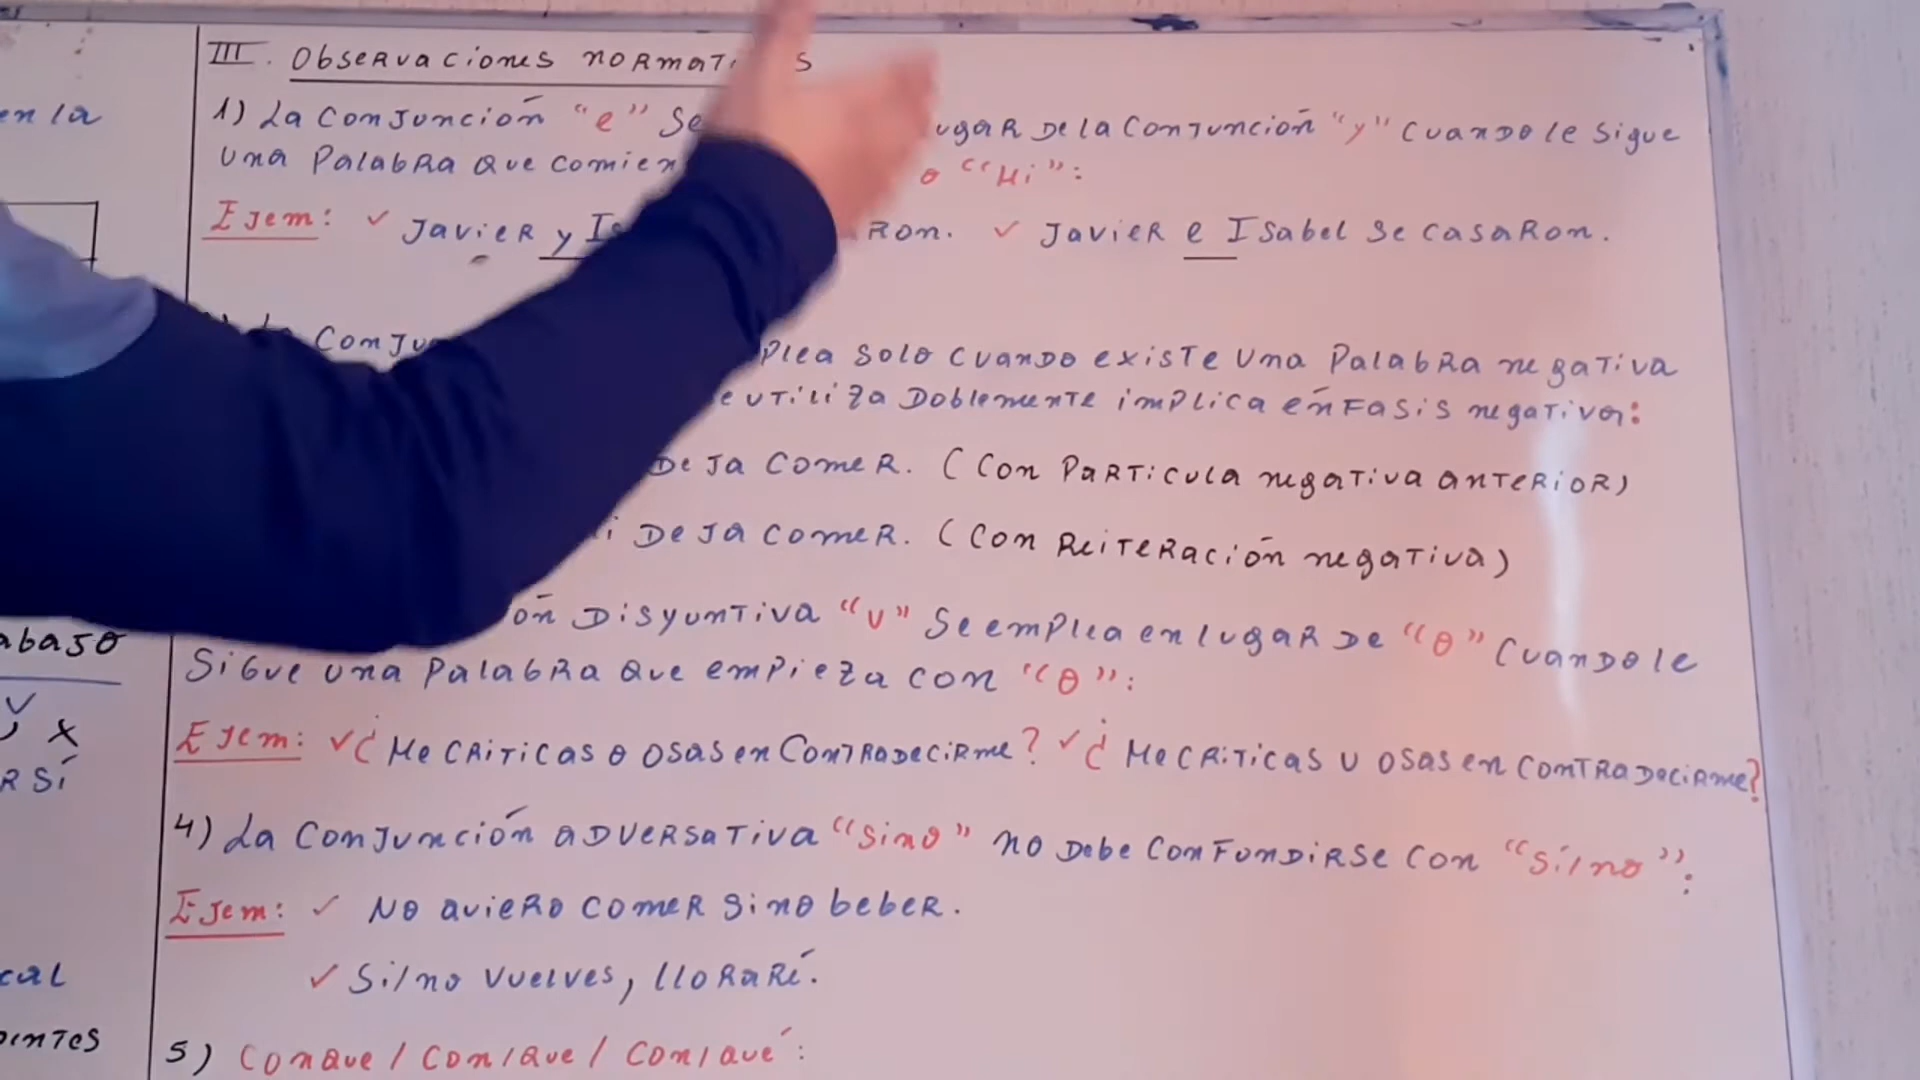 en la
abajo
x
R SÍ
cal
III. Observaciones normati s
1) La Conjunción "e" Se ugar De la Conjunción "y" cuando le sigue
una Palabra que comien o "Hi":
Ejem: ✓ Javier y Is Ron. ✓ Javier e Isabel se casaron.
Conju plea solo cuando existe una Palabra negativa
e utiliza Doblemente implica énfasis negativo:
Deja comer. (Con Partícula negativa anterior)
i Deja comer. (Con Reiteración negativa)
ón Disyuntiva "u" Se emplea en lugar De "o" Cuando le
Sigue una palabra que empieza con "o":
Ejem: ✓ ¿Me criticas o osas en Contradecirme? ✓ ¿Me criticas u osas en contradecirme?
4) La Conjunción adversativa "Sino" no Debe Confundirse con "Si/no":
Ejem: ✓ No quiero comer sino beber.
✓ Si/no vuelves, lloraré.
5) Conque / Con/que / Con/qué: